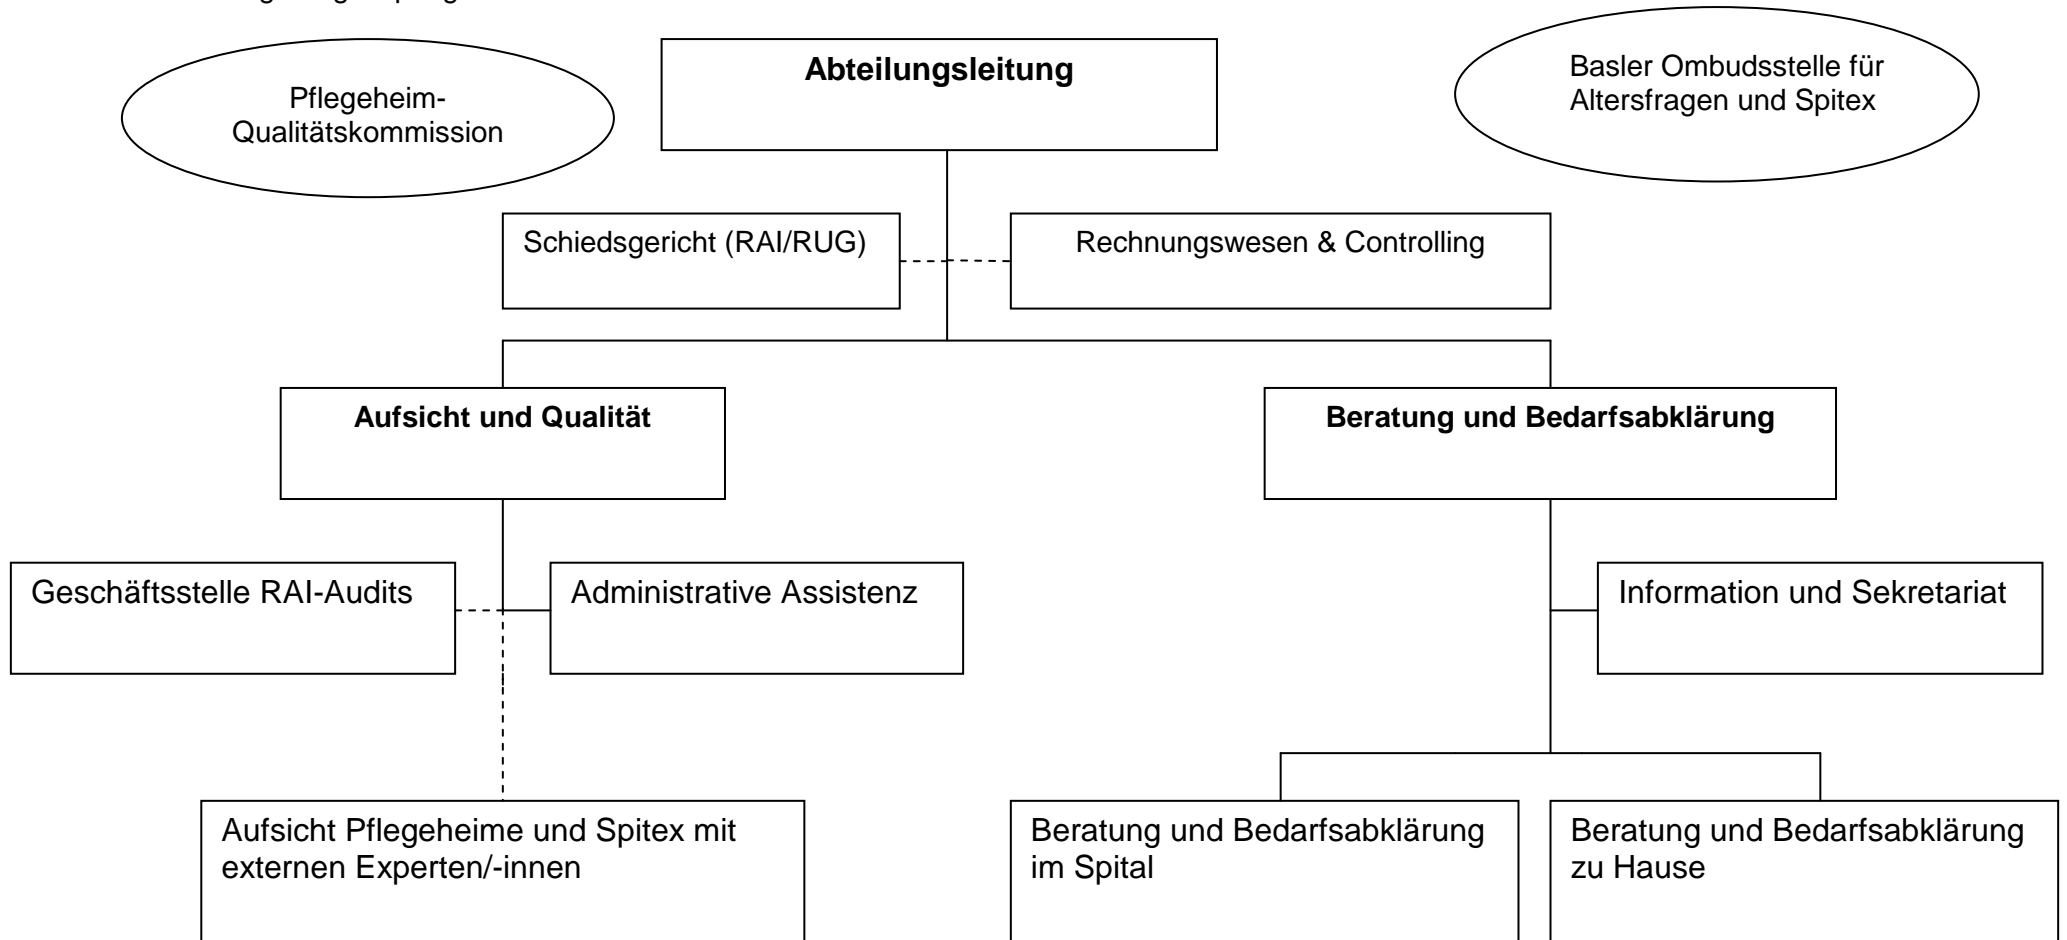 Abteilungsleitung
Basler Ombudsstelle für
Altersfragen und Spitex
Pflegeheim-
Qualitätskommission
Schiedsgericht (RAI/RUG)
Rechnungswesen & Controlling
Aufsicht und Qualität
Beratung und Bedarfsabklärung
Geschäftsstelle RAI-Audits
Administrative Assistenz
Information und Sekretariat
Aufsicht Pflegeheime und Spitex mit
externen Experten/-innen
Beratung und Bedarfsabklärung
im Spital
Beratung und Bedarfsabklärung
zu Hause